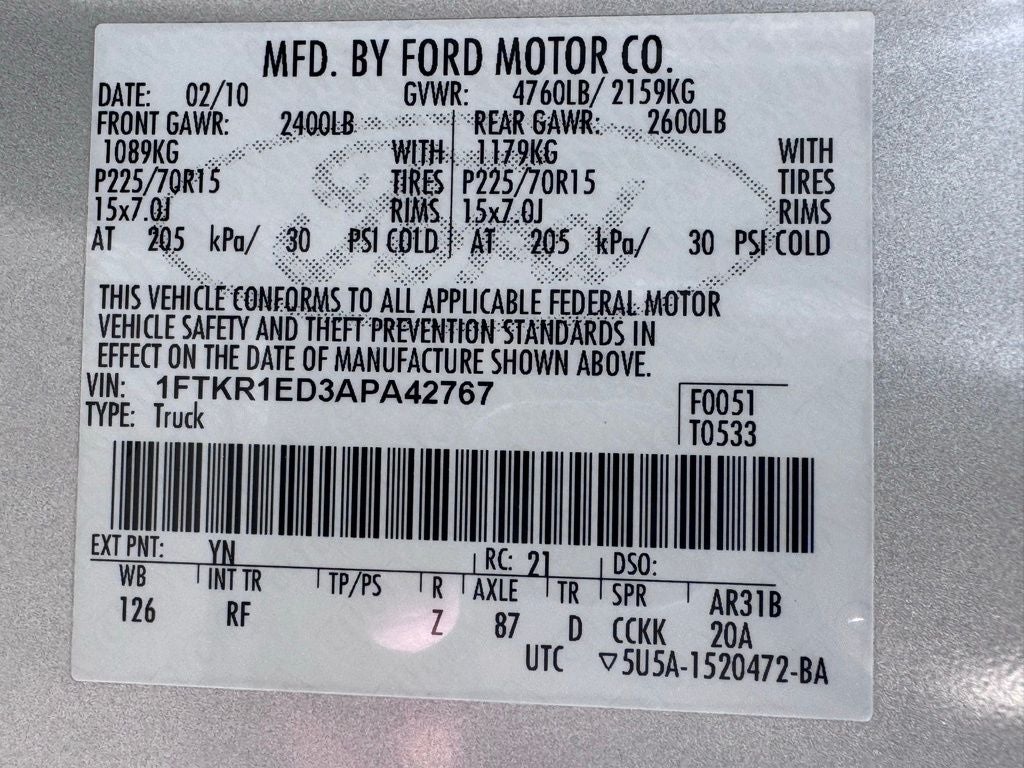 MFD. BY FORD MOTOR CO.
DATE: 02/10 GVWR: 4760LB/ 2159KG
FRONT GAWR: 2400LB REAR GAWR: 2600LB
1089KG WITH 1179KG WITH
P225/70R15 TIRES P225/70R15 TIRES
15x7.0J RIMS 15x7.0J RIMS
AT 205 kPa/ 30 PSI COLD AT 205 kPa/ 30 PSI COLD
Ford
THIS VEHICLE CONFORMS TO ALL APPLICABLE FEDERAL MOTOR
VEHICLE SAFETY AND THEFT PREVENTION STANDARDS IN
EFFECT ON THE DATE OF MANUFACTURE SHOWN ABOVE.
VIN: 1FTKR1ED3APA42767
F0051
TYPE: Truck
T0533
EXT PNT: YN RC: 21 DSO:
WB INT TR TP/PS R AXLE TR SPR AR31B
126 RF Z 87 D CCKK 20A
UTC ▽5U5A-1520472-BA